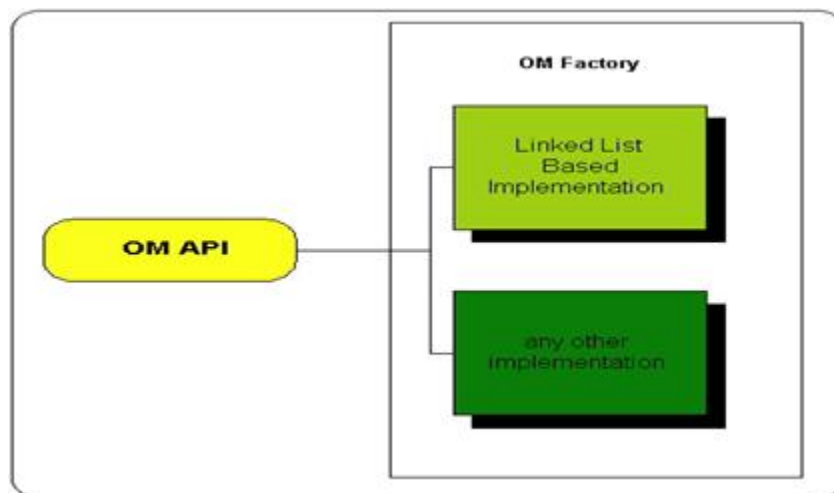 OM Factory
Linked List
Based
Implementation
OM API
any other
implementation